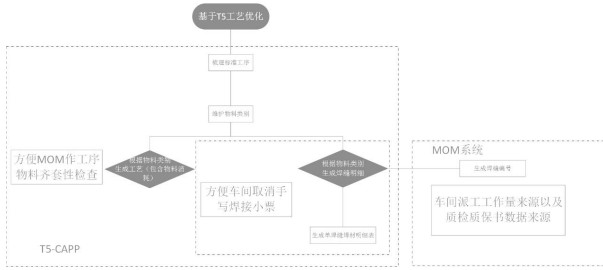 基于T5工艺优化
梳理标准工序
维护物料类别
方便MOM作工序
物料齐套性检查
根据物料类别
生成工艺（包含物料消
耗）
方便车间取消手
写焊接小票
根据物料类别
生成焊缝明细
生成单焊缝焊材明细表
T5-CAPP
MOM系统
生成焊缝编号
车间派工工作量来源以及
质检质保书数据来源